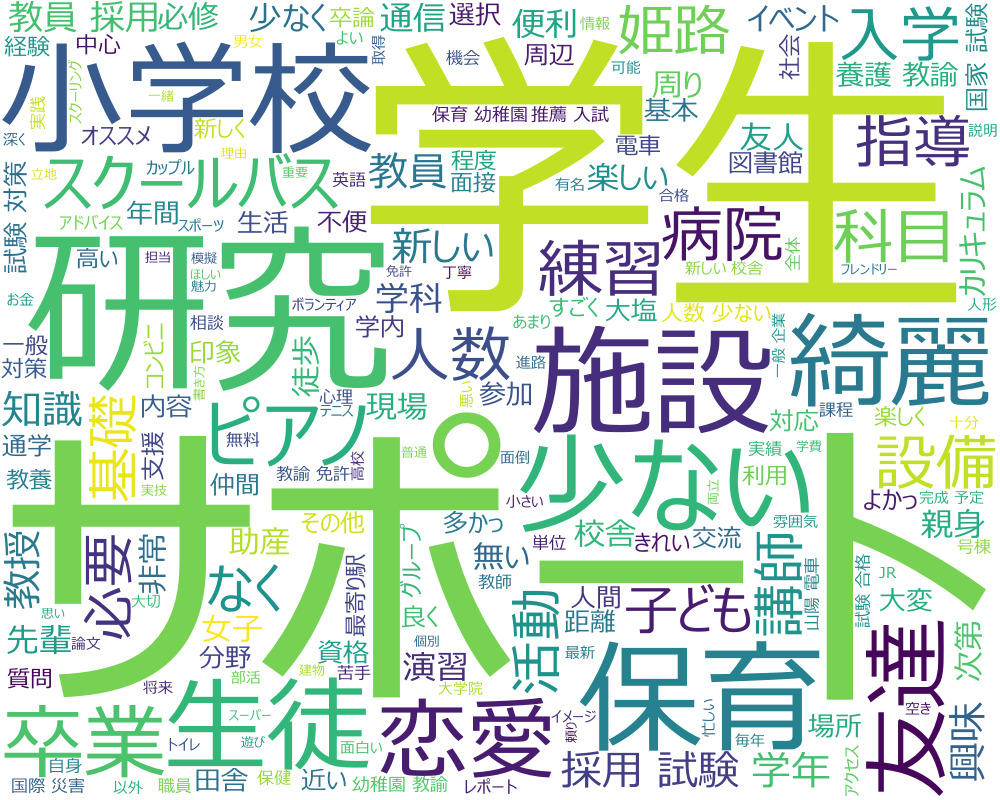 教員 採用
必修
少なく
卒論
通信
選択
便利
情報
姫路
イベント
入学
国家 試験
経験
中心
男女
よい
取得
機会
周辺
可能
周り
社会
養護 教諭
小学校
学生
スクーリング
実践
一緒
深く
オススメ
新しく
保育 幼稚園
推薦 入試
基本
電車
友人
図書館
指導
説明
理由
立地
カップル
重要
英語
教員
程度
面接
有名
楽しい
合格
スクールバス
試験 対策
アドバイス
年間
スポーツ
生活
不便
新しい
練習
病院
科目
カリキュラム
全体
新しい 校舎
フレンドリー
研究
高い
担当
模擬
ほしい
魅力
免許
丁寧
学科
すごく
大塩
人数 少ない
人形
お金
ボランティア
相談
学内
あまり
人数
施設
綺麗
一般 企業
一般
対策
コンビニ
印象
書き方
徒歩
心理
テニス
悪い
進路
参加
知識
基礎
内容
ピアノ
現場
対応
課程
楽しく
十分
通学
支援
無料
教養
実技
仲間
教諭 免許
高校
普通
面倒
小さい
少ない
実績
学費
利用
両立
設備
よかっ
完成 予定
サポート
教授
必要
非常
助産
その他
多かっ
校舎
きれい
交流
雰囲気
親身
号棟
大切
なく
最寄り駅
グループ
無い
教師
単位
講師
山陽 電車
試験 合格
JR
大変
思い
先輩
論文
女子
良く
個別
活動
人間
距離
子ども
友達
次第
質問
分野
資格
苦手
演習
最新
将来
部活
建物
大学院
保育
卒業
生徒
恋愛
スーパー
遊び
トイレ
面白い
イメージ
頼り
忙しい
毎年
場所
空き
興味
アクセス
自身
国際 災害
以外
職員
田舎
保健
近い
幼稚園 教諭
レポート
採用 試験
学年